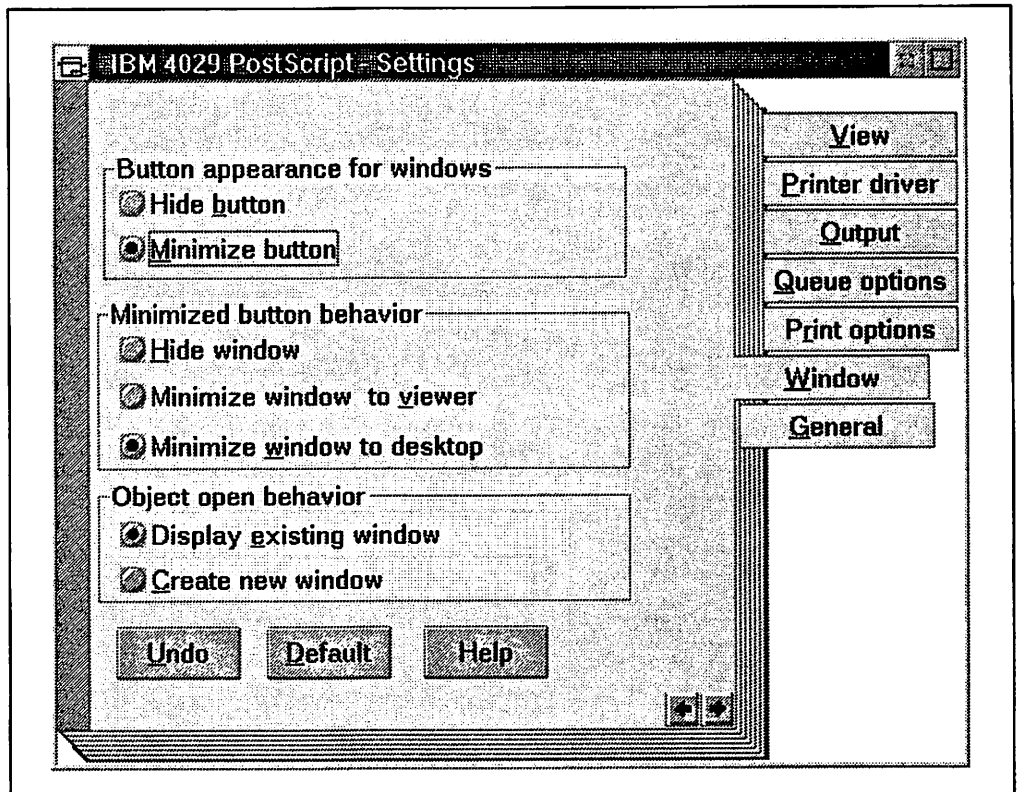 IBM 4029 PostScript - Settings
View
Printer driver
Output
Queue options
Print options
Window
General
Button appearance for windows
Hide button
Minimize button
Minimized button behavior
Hide window
Minimize window to viewer
Minimize window to desktop
Object open behavior
Display existing window
Create new window
Undo
Default
Help